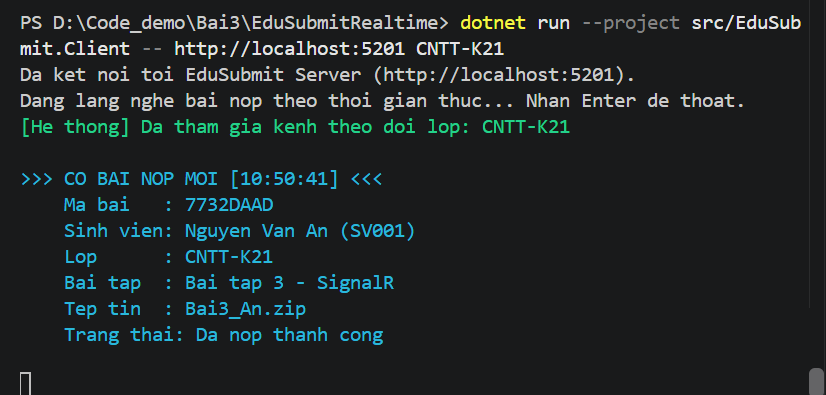 PS D:\Code_demo\Bai3\EduSubmitRealtime> dotnet run --project src/EduSub
mit.Client -- http://localhost:5201 CNTT-K21
Da ket noi toi EduSubmit Server (http://localhost:5201).
Dang lang nghe bai nop theo thoi gian thuc... Nhan Enter de thoat.
[He thong] Da tham gia kenh theo doi lop: CNTT-K21
>>> CO BAI NOP MOI [10:50:41] <<<
Ma bai   : 7732DAAD
Sinh vien: Nguyen Van An (SV001)
Lop      : CNTT-K21
Bai tap  : Bai tap 3 - SignalR
Tep tin  : Bai3_An.zip
Trang thai: Da nop thanh cong